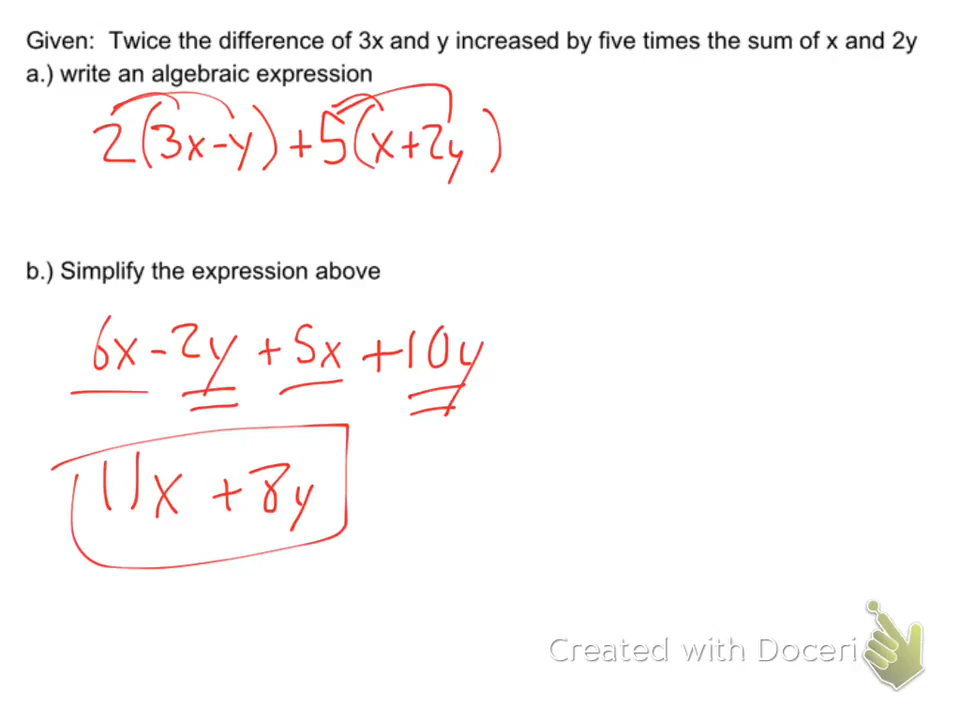 Given: Twice the difference of 3x and y increased by five times the sum of x and 2y
a.) write an algebraic expression
2(3x-y)+5(x+2y)
b.) Simplify the expression above
6x-2y+5x+10y
11x+8y
Created with Doceri